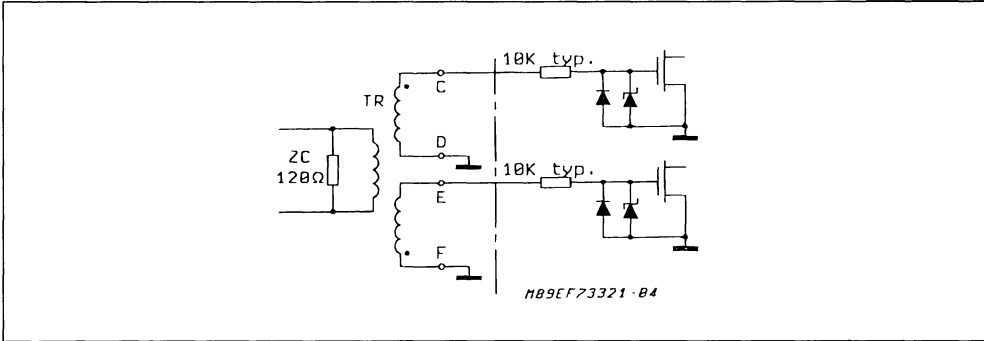 10K typ.
C
TR
D
ZC
120Ω
10K typ.
E
F
M89EF73321-04